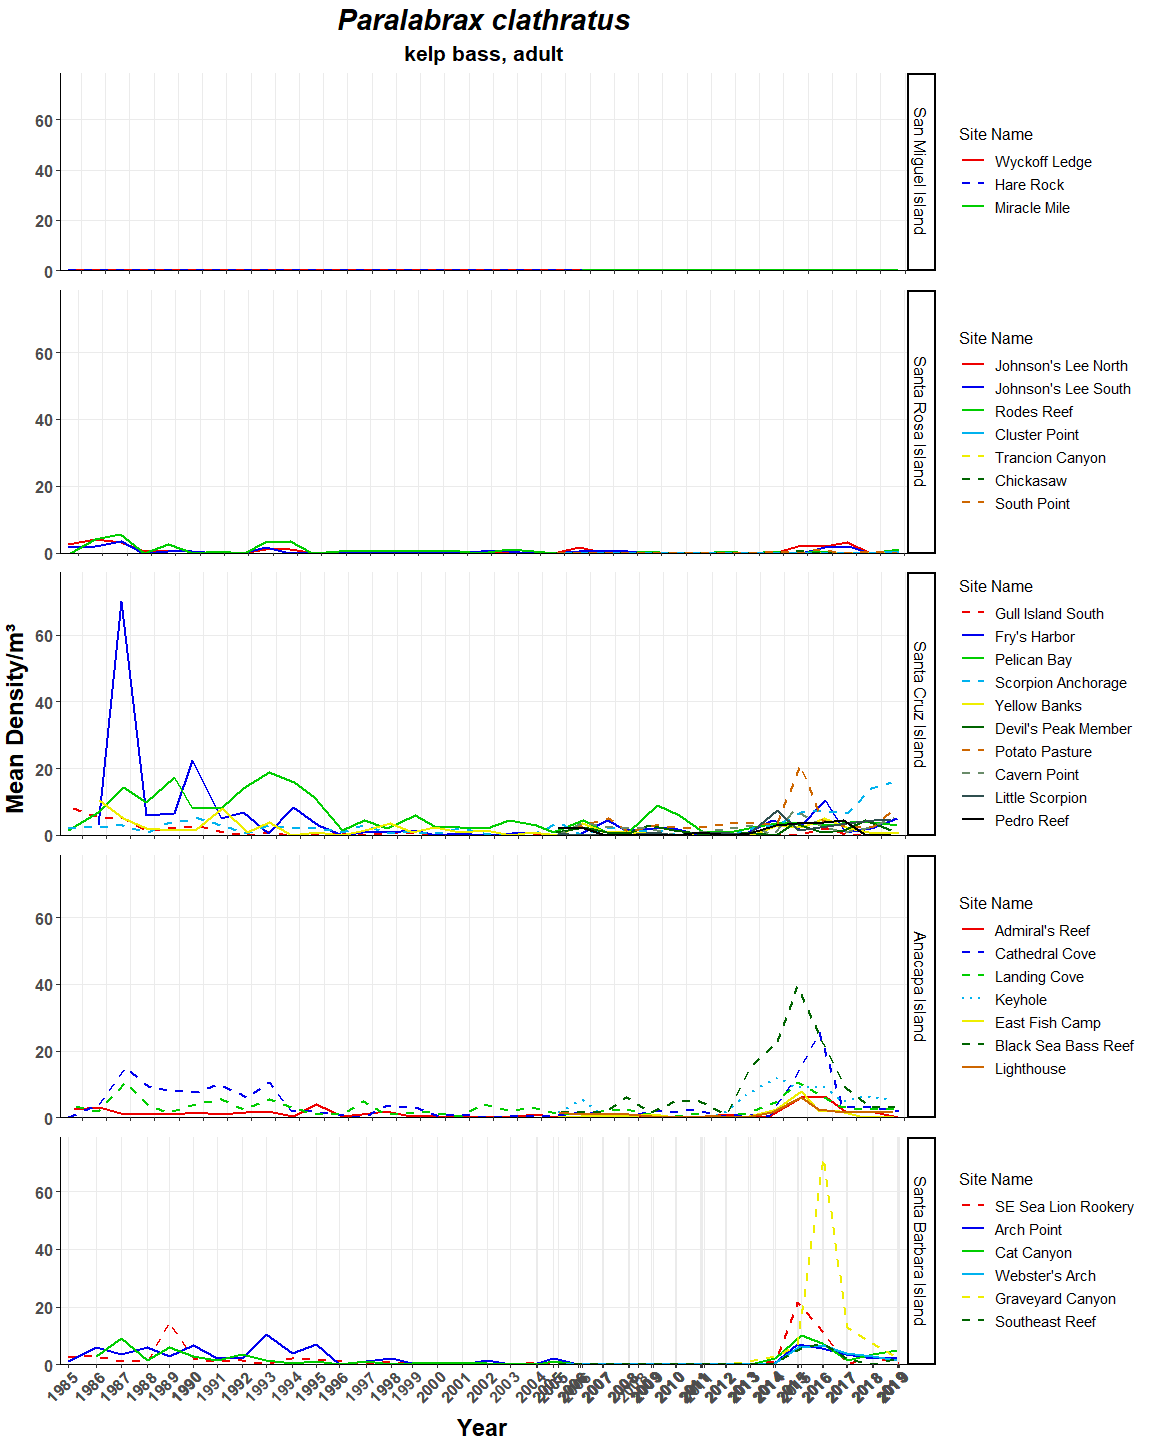 Paralabrax clathratus
kelp bass, adult
Mean Density/m³
60
40
20
0
San Miguel Island
Site Name
Wyckoff Ledge
Hare Rock
Miracle Mile
60
40
20
0
Santa Rosa Island
Site Name
Johnson's Lee North
Johnson's Lee South
Rodes Reef
Cluster Point
Trancion Canyon
Chickasaw
South Point
60
40
20
0
Santa Cruz Island
Site Name
Gull Island South
Fry's Harbor
Pelican Bay
Scorpion Anchorage
Yellow Banks
Devil's Peak Member
Potato Pasture
Cavern Point
Little Scorpion
Pedro Reef
60
40
20
0
Anacapa Island
Site Name
Admiral's Reef
Cathedral Cove
Landing Cove
Keyhole
East Fish Camp
Black Sea Bass Reef
Lighthouse
60
40
20
0
Santa Barbara Island
Site Name
SE Sea Lion Rookery
Arch Point
Cat Canyon
Webster's Arch
Graveyard Canyon
Southeast Reef
1985 1986 1987 1988 1989 1990 1991 1992 1993 1994 1995 1996 1997 1998 1999 2000 2001 2002 2003 2004 2005 2006 2007 2008 2009 2010 2011 2012 2013 2014 2015 2016 2017 2018 2019
Year